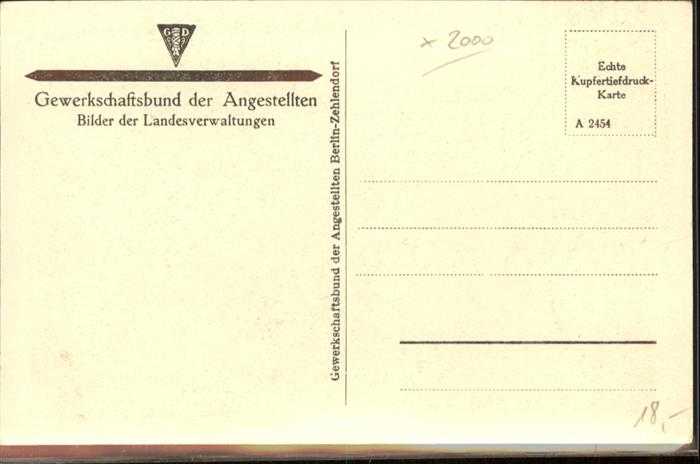 GDA
Gewerkschaftsbund der Angestellten
Bilder der Landesverwaltungen
Gewerkschaftsbund der Angestellten Berlin-Zehlendorf
x 2000
Echte
Kupfertiefdruck-
Karte
A 2454
18,-